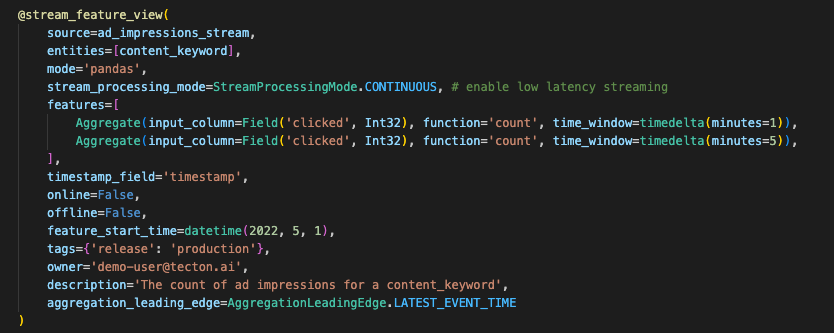 @stream_feature_view(
    source=ad_impressions_stream,
    entities=[content_keyword],
    mode='pandas',
    stream_processing_mode=StreamProcessingMode.CONTINUOUS, # enable low latency streaming
    features=[
        Aggregate(input_column=Field('clicked', Int32), function='count', time_window=timedelta(minutes=1)),
        Aggregate(input_column=Field('clicked', Int32), function='count', time_window=timedelta(minutes=5)),
    ],
    timestamp_field='timestamp',
    online=False,
    offline=False,
    feature_start_time=datetime(2022, 5, 1),
    tags={'release': 'production'},
    owner='demo-user@tecton.ai',
    description='The count of ad impressions for a content_keyword',
    aggregation_leading_edge=AggregationLeadingEdge.LATEST_EVENT_TIME
)